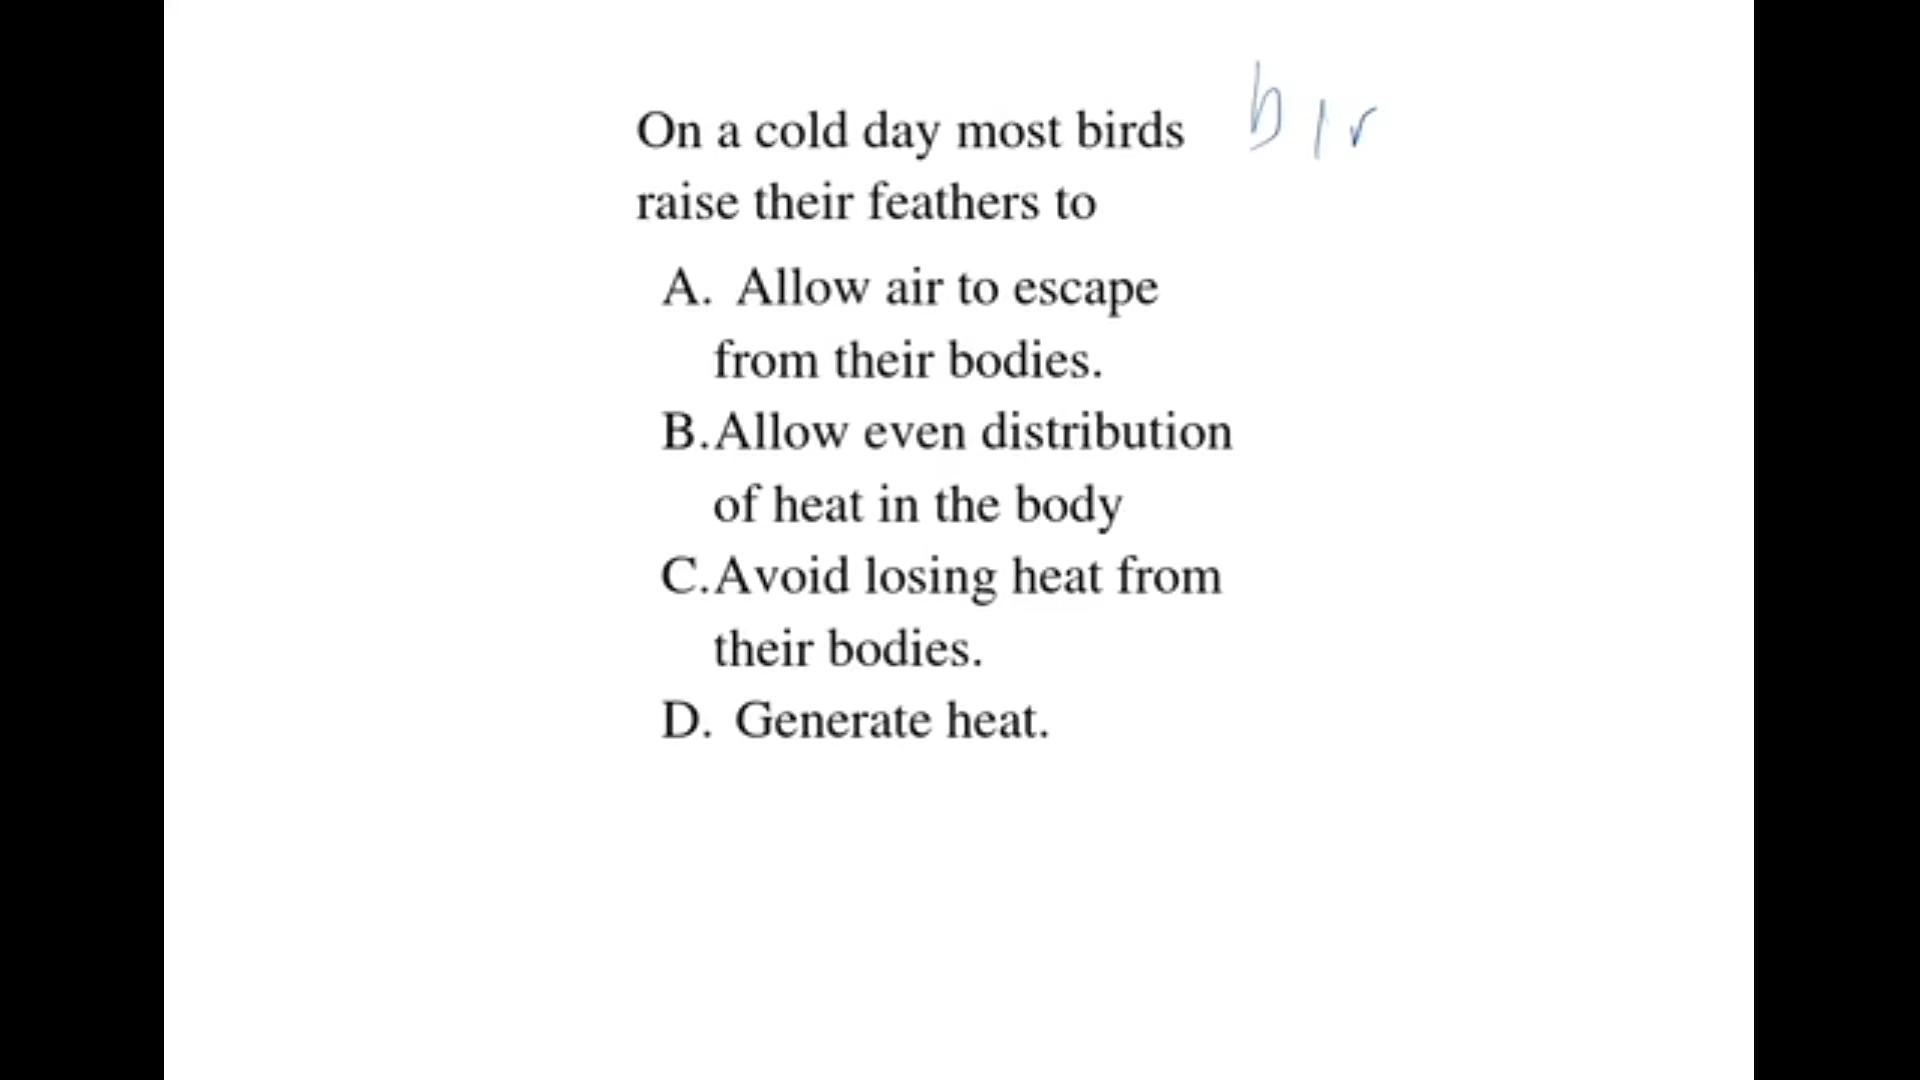 On a cold day most birds bir
raise their feathers to
A. Allow air to escape
from their bodies.
B.Allow even distribution
of heat in the body
C.Avoid losing heat from
their bodies.
D. Generate heat.